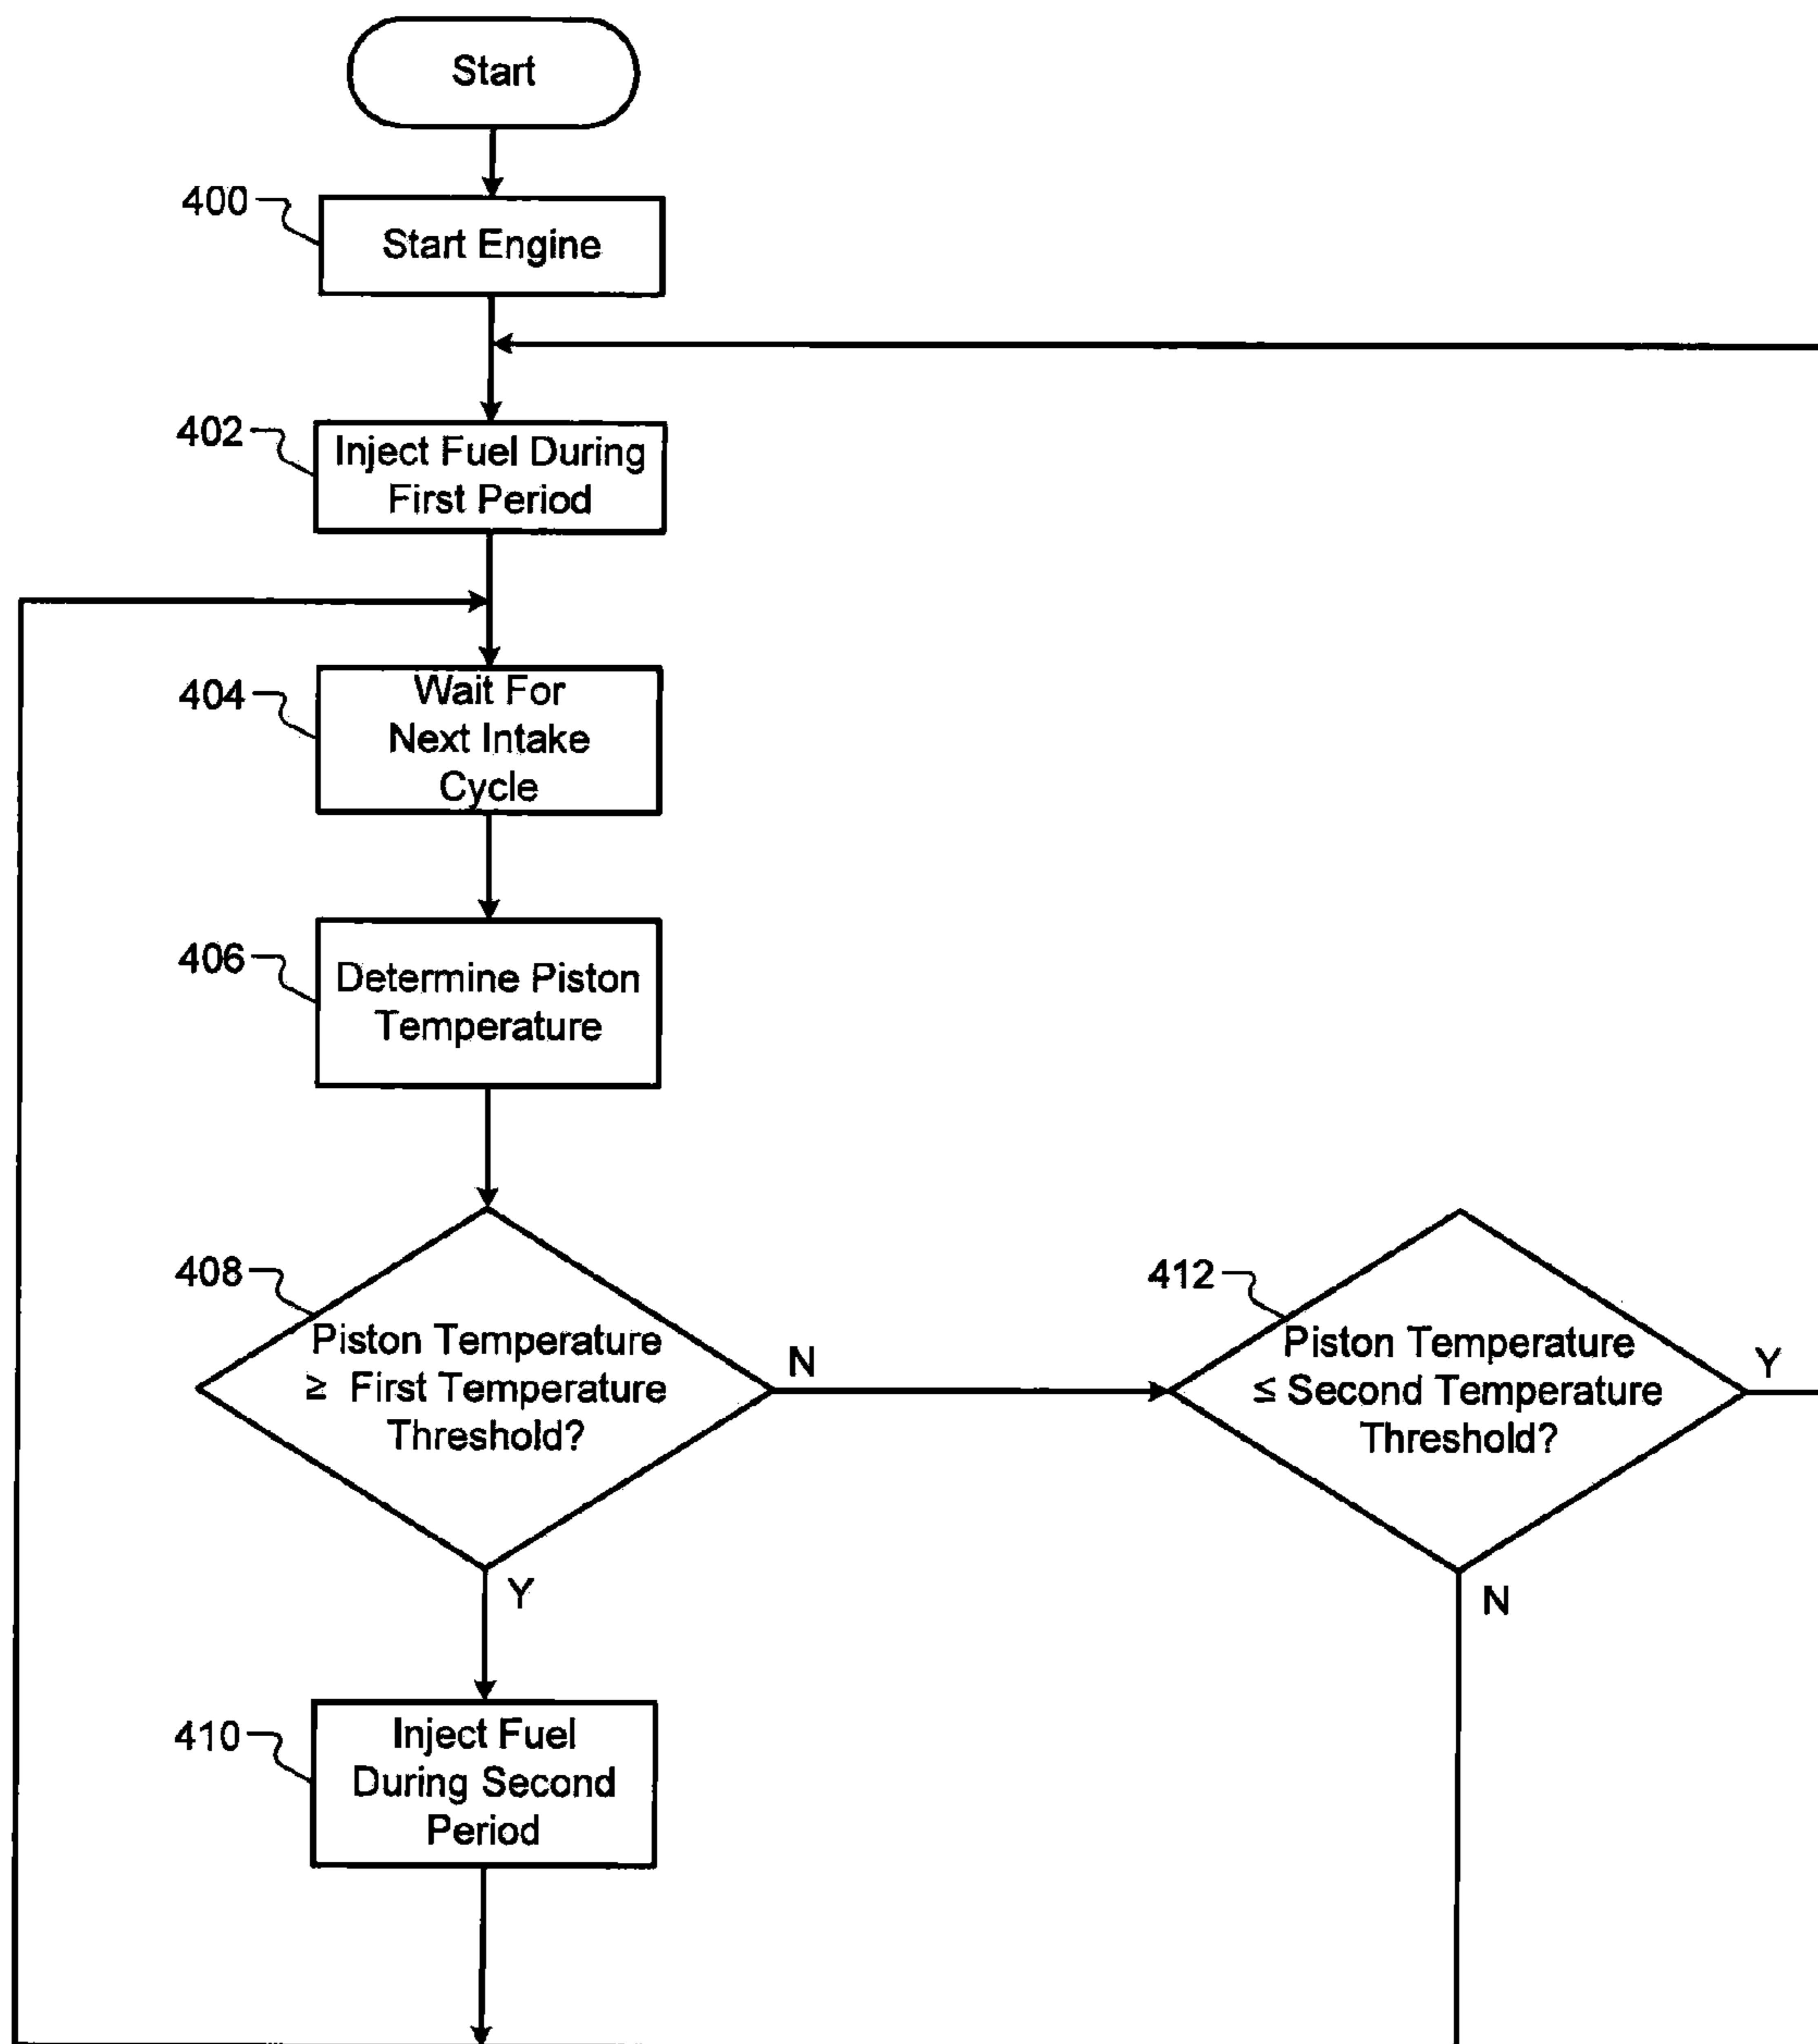 Start
400
Start Engine
402
Inject Fuel During
First Period
404
Wait For
Next Intake
Cycle
406
Determine Piston
Temperature
408
Piston Temperature
≥ First Temperature
Threshold?
N
412
Piston Temperature
≤ Second Temperature
Threshold?
Y
Y
N
410
Inject Fuel
During Second
Period